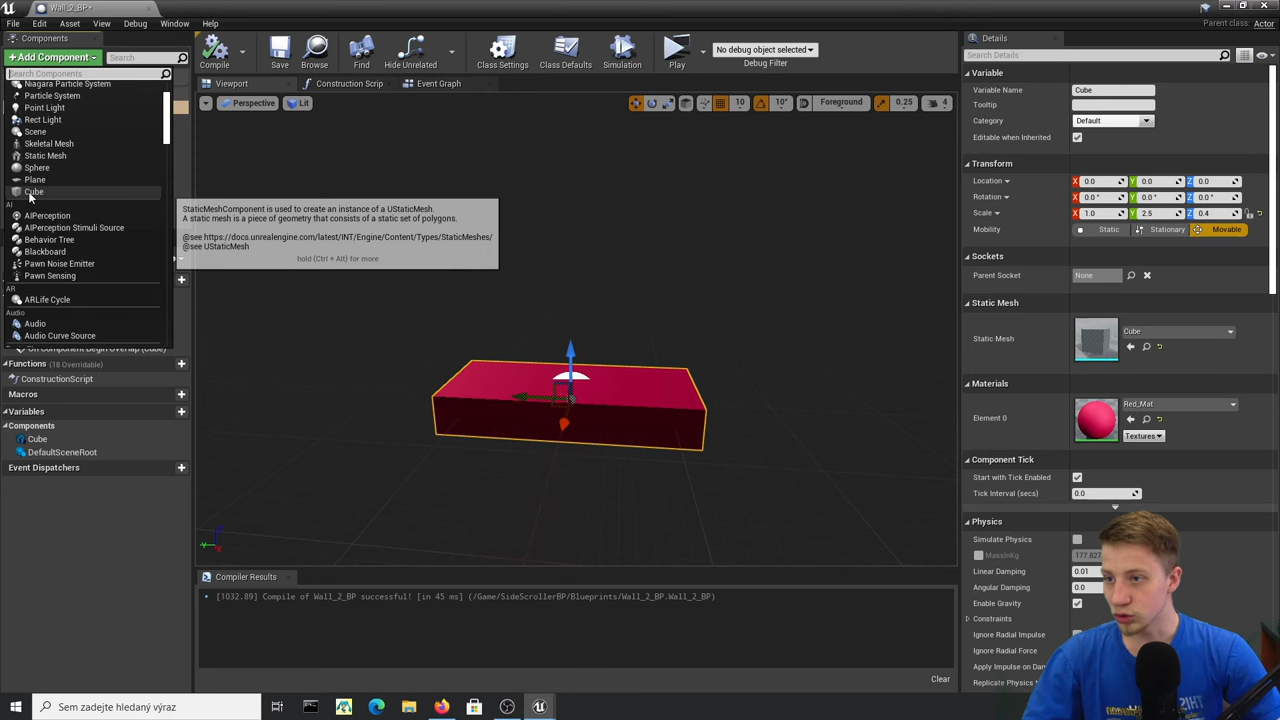 Wall_2_BP*
File
Edit
Asset
View
Debug
Window
Help
Parent class: Actor
Components
+Add Component
Search
Search Components
Niagara Particle System
Particle System
Point Light
Rect Light
Scene
Skeletal Mesh
Static Mesh
Sphere
Plane
Cube
AI
AIPerception
AIPerception Stimuli Source
Behavior Tree
Blackboard
Pawn Noise Emitter
Pawn Sensing
AR
ARLife Cycle
Audio
Audio
Audio Curve Source
On Component Begin Overlap (Cube)
Functions (18 Overridable)
ConstructionScript
Macros
Variables
Components
Cube
DefaultSceneRoot
Event Dispatchers
Compile
Save
Browse
Find
Hide Unrelated
Class Settings
Class Defaults
Simulation
Play
No debug object selected
Debug Filter
Viewport
Construction Scrip
Event Graph
Perspective
Lit
10
10°
Foreground
0.25
4
StaticMeshComponent is used to create an instance of a UStaticMesh.
A static mesh is a piece of geometry that consists of a static set of polygons.
@see https://docs.unrealengine.com/latest/INT/Engine/Content/Types/StaticMeshes/
@see UStaticMesh
hold (Ctrl + Alt) for more
Z
Y
X
Compiler Results
[1032.89] Compile of Wall_2_BP successful! [in 45 ms] (/Game/SideScrollerBP/Blueprints/Wall_2_BP.Wall_2_BP)
Clear
Details
Search Details
Variable
Variable Name
Cube
Tooltip
Category
Default
Editable when Inherited
Transform
Location
X 0.0
Y 0.0
Z 0.0
Rotation
X 0.0 °
Y 0.0 °
Z 0.0 °
Scale
X 1.0
Y 2.5
Z 0.4
Mobility
Static
Stationary
Movable
Sockets
Parent Socket
None
Static Mesh
Static Mesh
Cube
Materials
Element 0
Red_Mat
Textures
Component Tick
Start with Tick Enabled
Tick Interval (secs)
0.0
Physics
Simulate Physics
MassInKg
177.827
Linear Damping
0.01
Angular Damping
0.0
Enable Gravity
Constraints
Ignore Radial Impulse
Ignore Radial Force
Apply Impulse on Dam
Replicate Physics t
Sem zadejte hledaný výraz